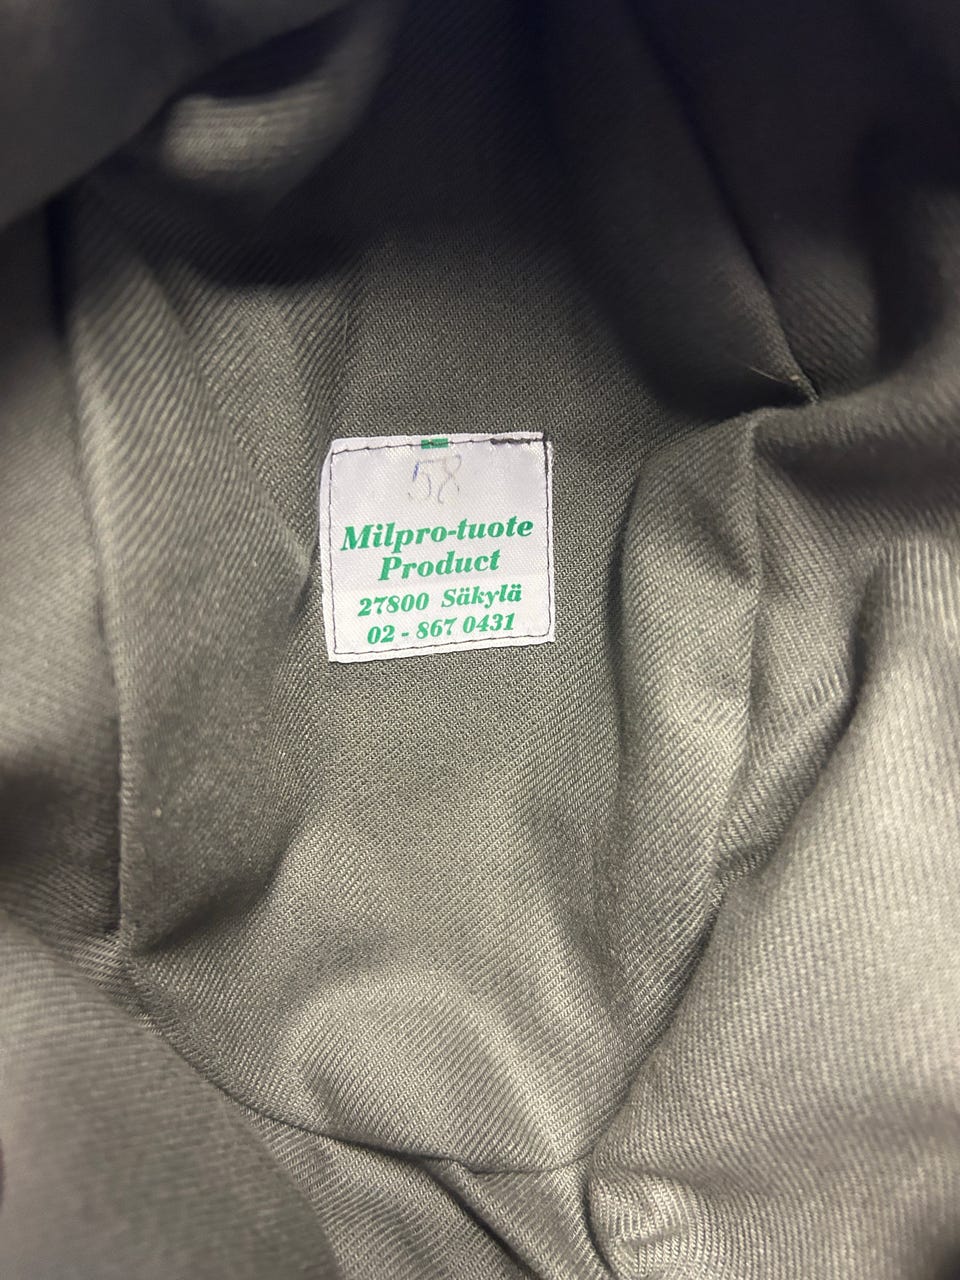 58
Milpro-tuote
Product
27800 Säkylä
02 - 867 0431